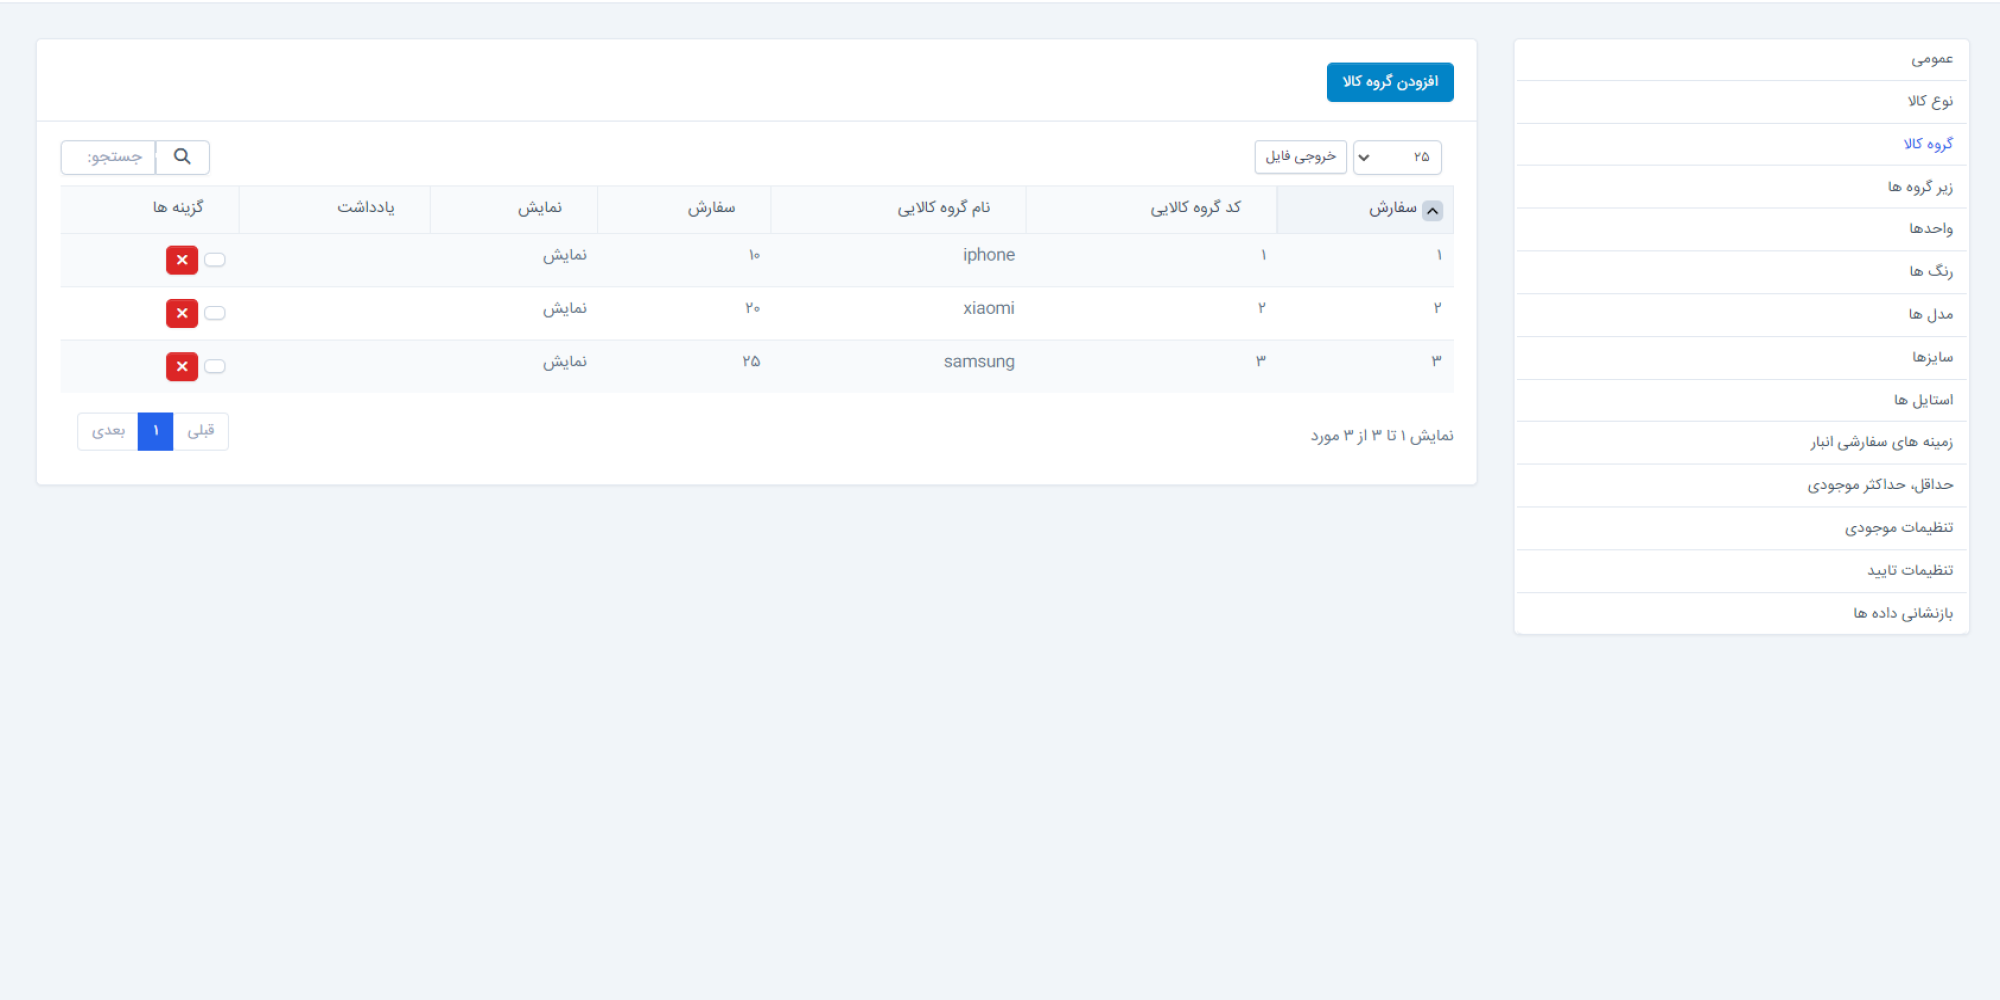 عمومی
نوع کالا
گروه کالا
زیر گروه ها
واحدها
رنگ ها
مدل ها
سایزها
استایل ها
زمینه های سفارشی انبار
حداقل، حداکثر موجودی
تنظیمات موجودی
تنظیمات تایید
بازنشانی داده ها
افزودن گروه کالا
۲۵ خروجی فایل جستجو:
سفارش کد گروه کالایی نام گروه کالایی سفارش نمایش یادداشت گزینه ها
۱ ۱ iphone ۱۰ نمایش
۲ ۲ xiaomi ۲۰ نمایش
۳ ۳ samsung ۲۵ نمایش
نمایش ۱ تا ۳ از ۳ مورد
قبلی ۱ بعدی